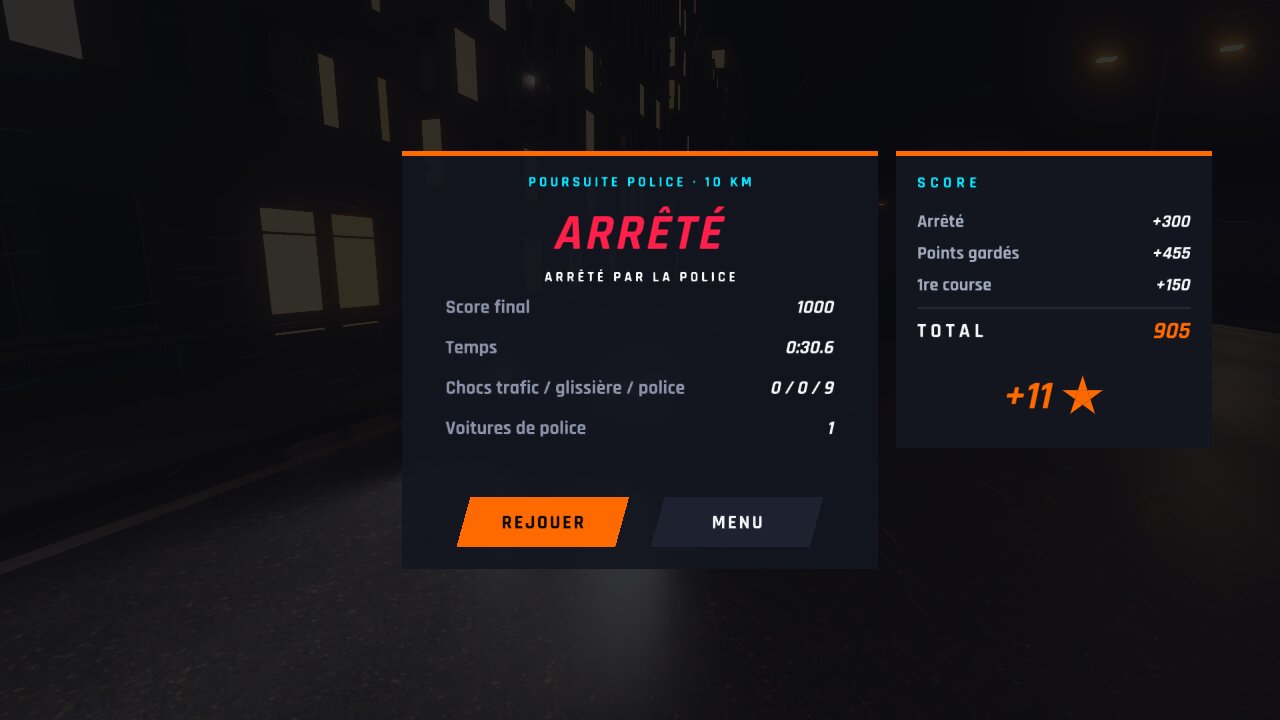 POURSUITE POLICE · 10 KM
ARRÊTÉ
ARRÊTÉ PAR LA POLICE
Score final 1000
Temps 0:30.6
Chocs trafic / glissière / police 0 / 0 / 9
Voitures de police 1
REJOUER MENU
SCORE
Arrêté +300
Points gardés +455
1re course +150
TOTAL 905
+11